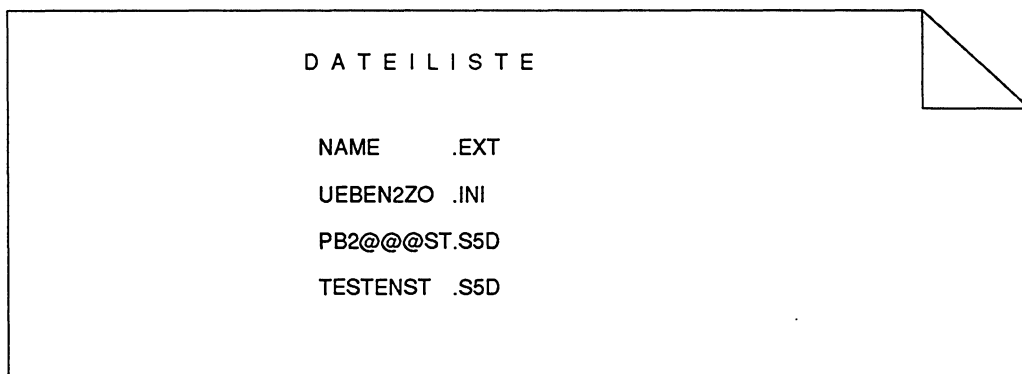 D A T E I L I S T E
NAME .EXT
UEBEN2ZO .INI
PB2@@@ST.S5D
TESTENST .S5D